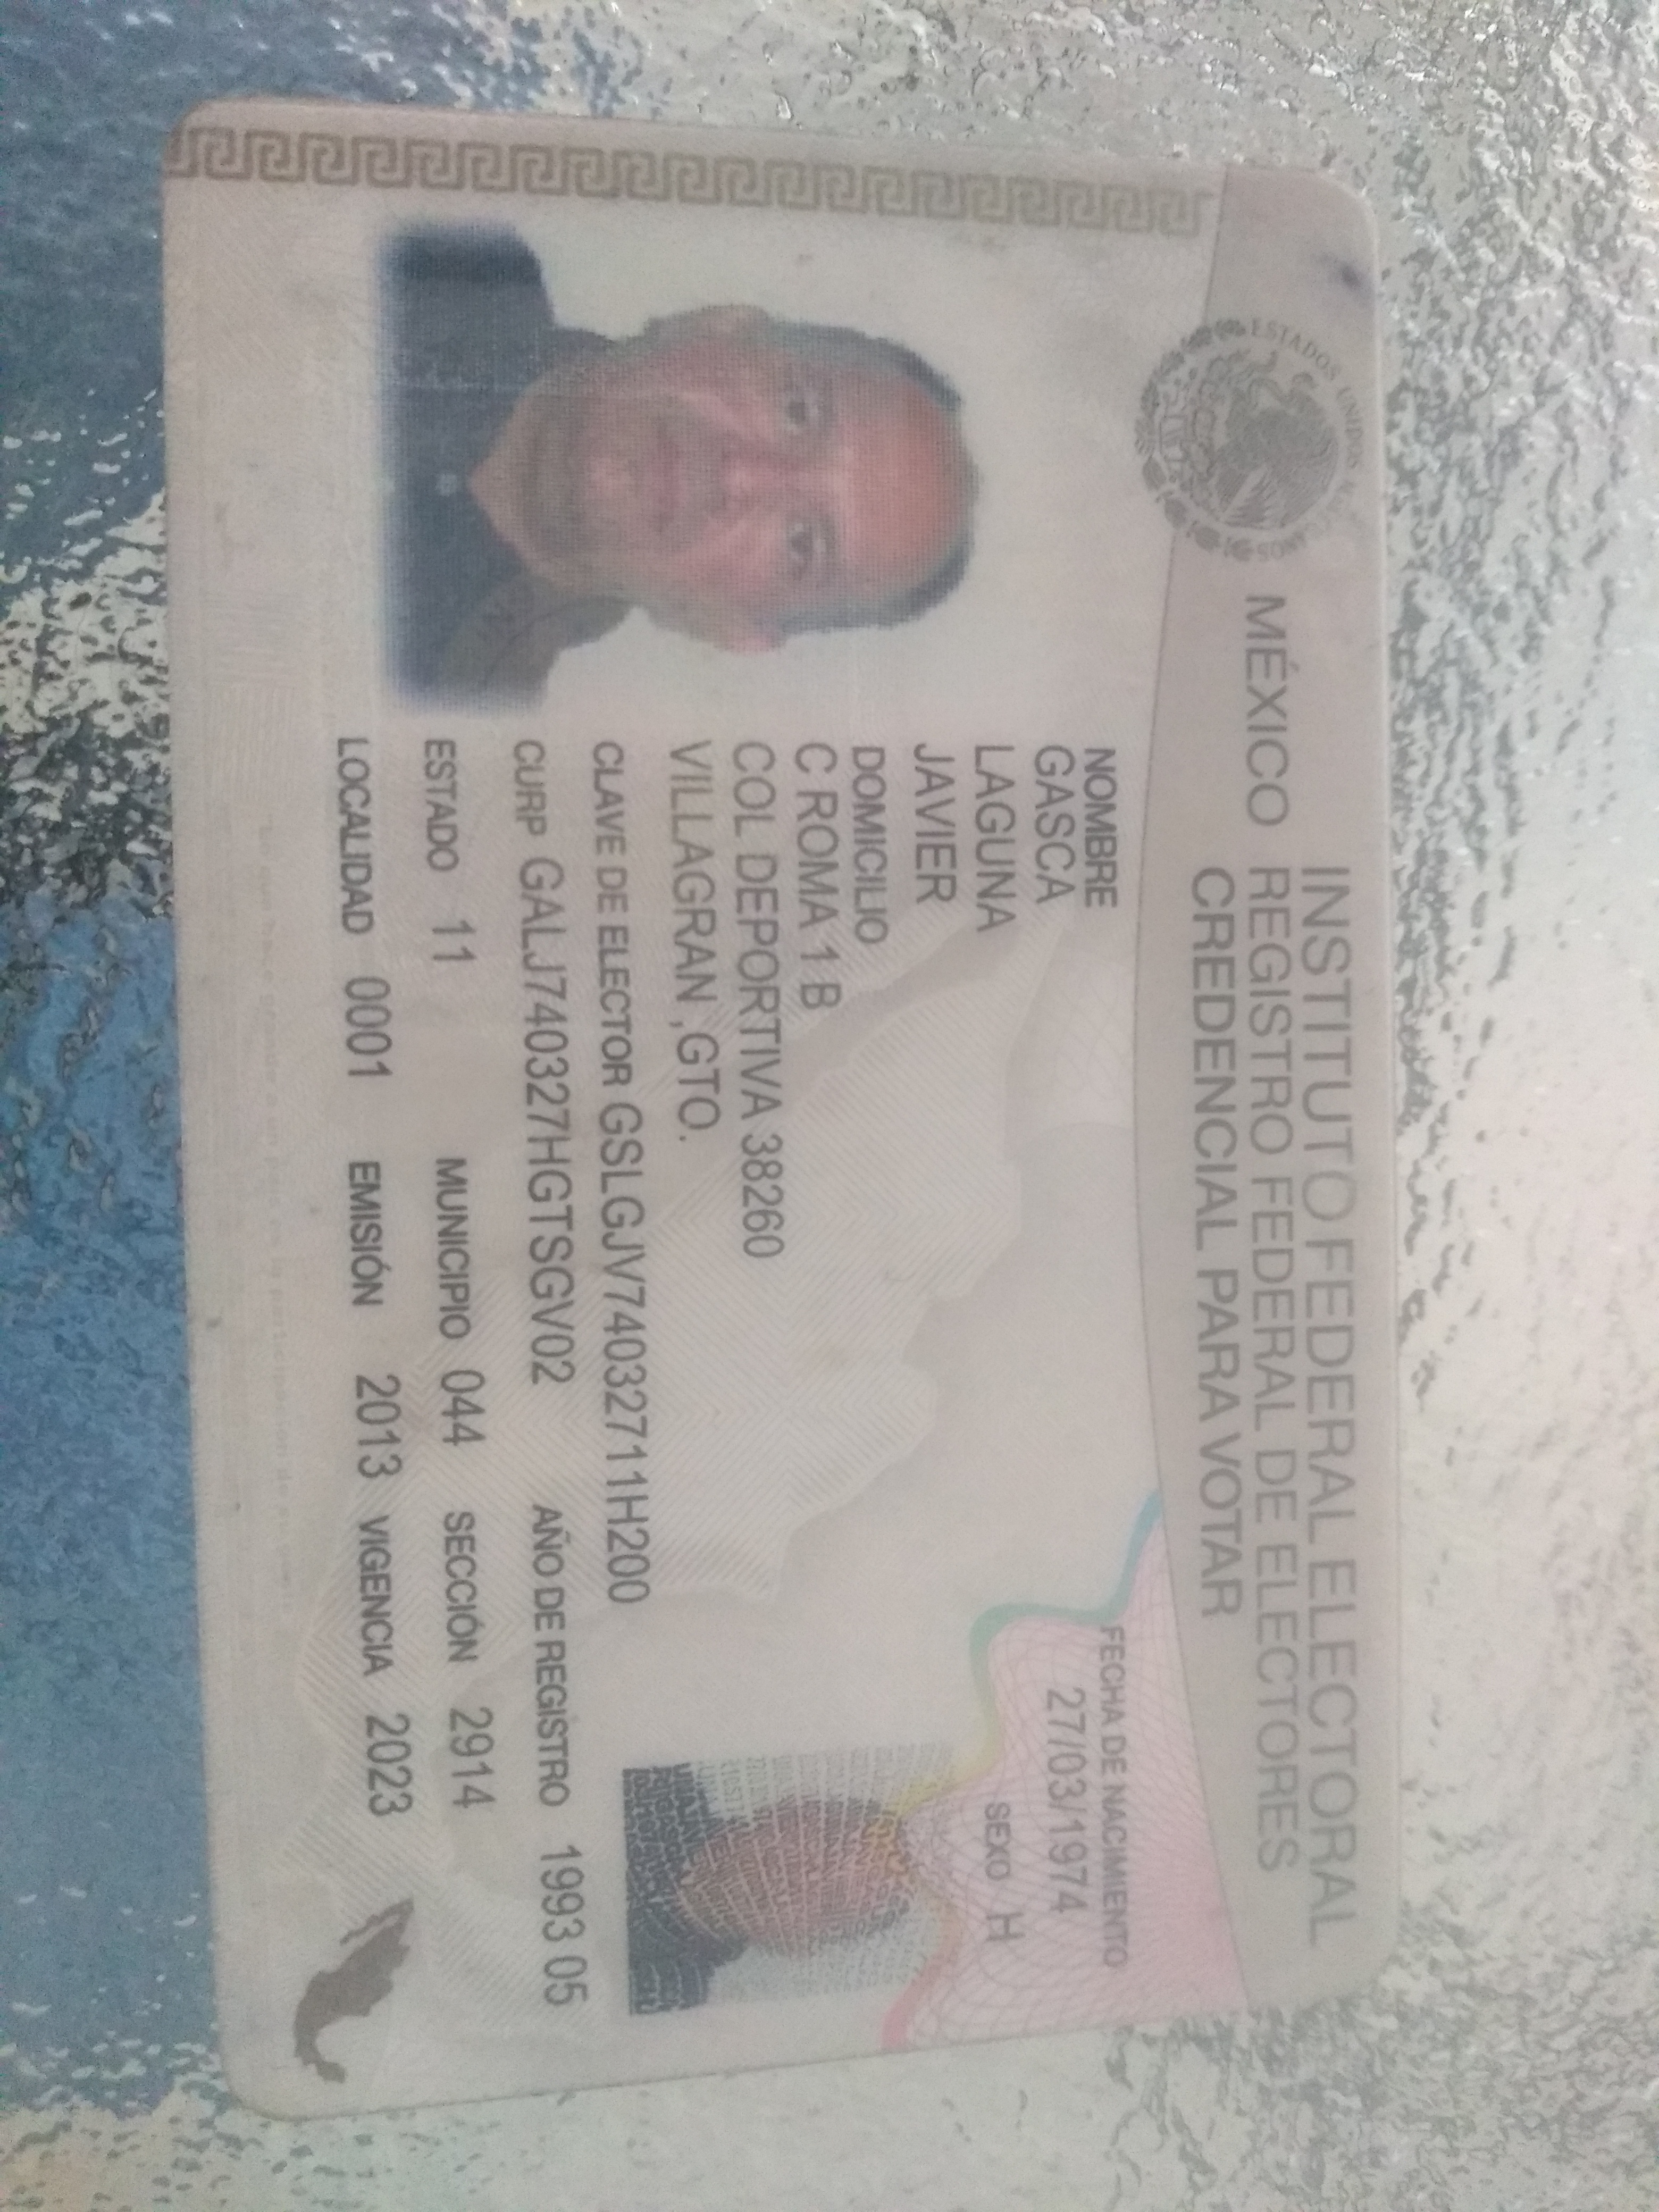 ESTADOS UNIDOS MEXICANOS
MÉXICO
INSTITUTO FEDERAL ELECTORAL
REGISTRO FEDERAL DE ELECTORES
CREDENCIAL PARA VOTAR
NOMBRE
GASCA
LAGUNA
JAVIER
FECHA DE NACIMIENTO
27/03/1974
SEXO H
DOMICILIO
C ROMA 1 B
COL DEPORTIVA 38260
VILLAGRAN ,GTO.
CLAVE DE ELECTOR GSLGJV74032711H200
CURP GALJ740327HGTSGV02 AÑO DE REGISTRO 1993 05
ESTADO 11 MUNICIPIO 044 SECCIÓN 2914
LOCALIDAD 0001 EMISIÓN 2013 VIGENCIA 2023